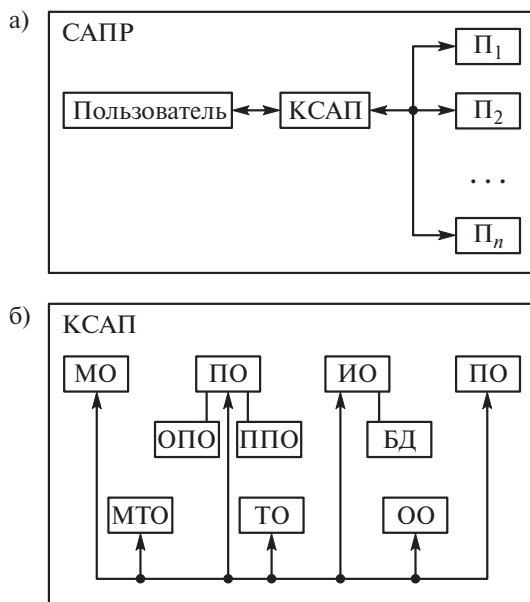 а)
САПР
П1
Пользователь КСАП П2
...
Пn
б)
КСАП
МО ПО ИО ПО
ОПО ППО БД
МТО ТО ОО